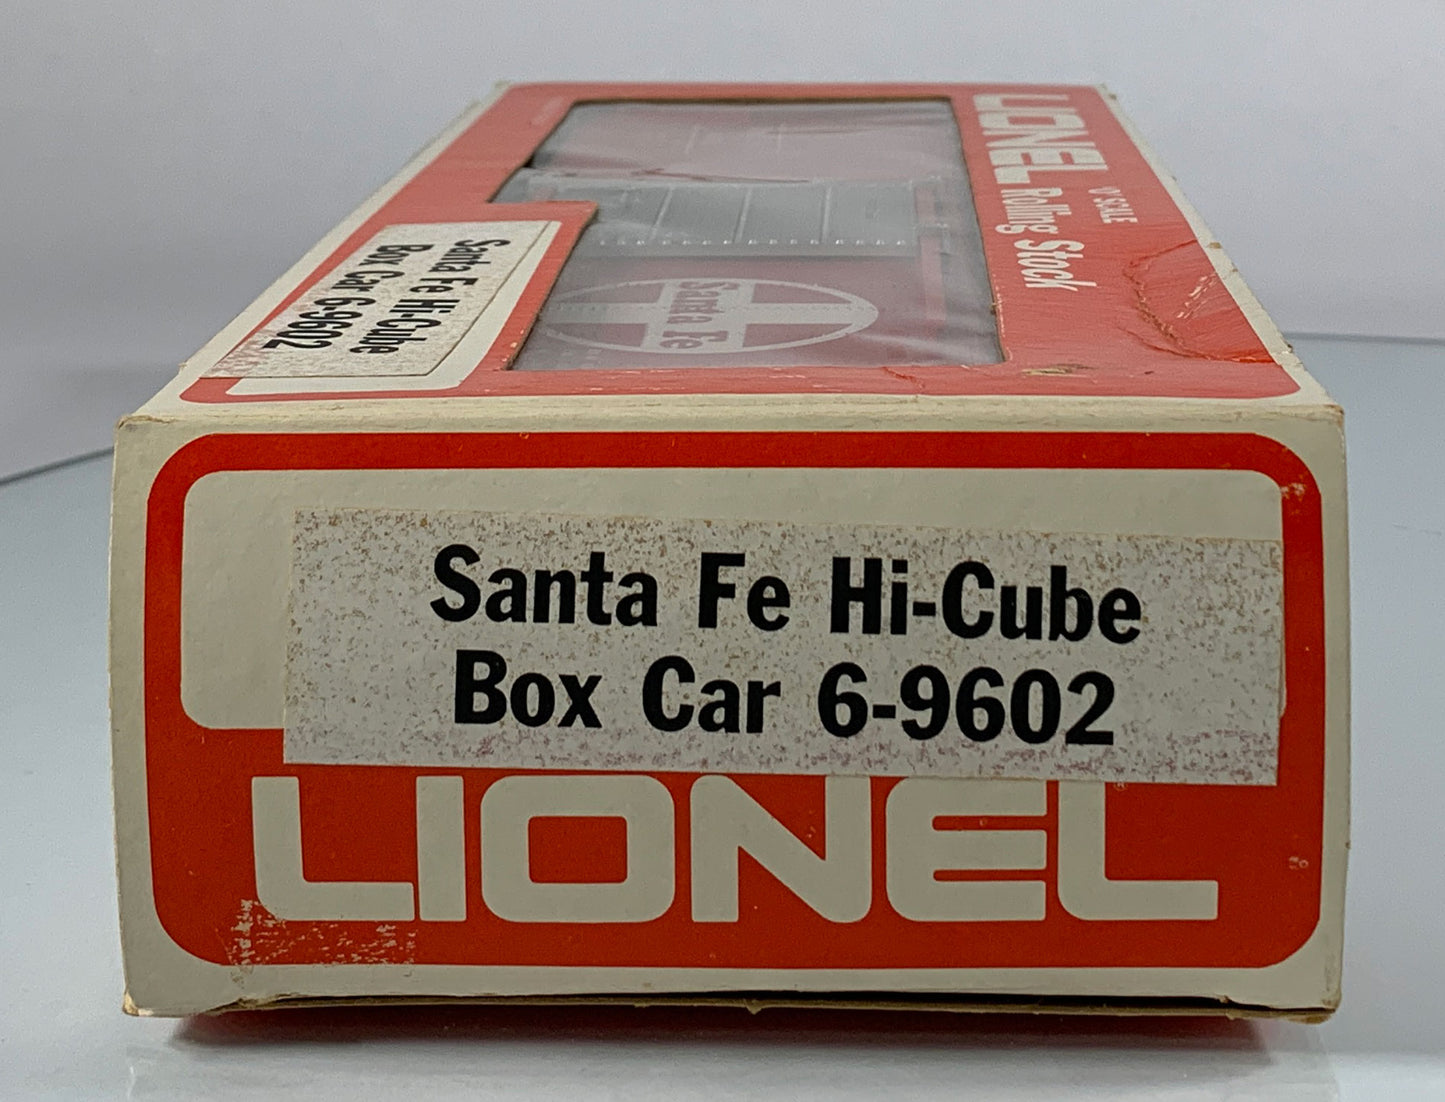 LIONEL 'O' SCALE
Rolling Stock
Santa Fe Hi-Cube
Box Car 6-9602
Santa Fe
Santa Fe Hi-Cube
Box Car 6-9602
LIONEL